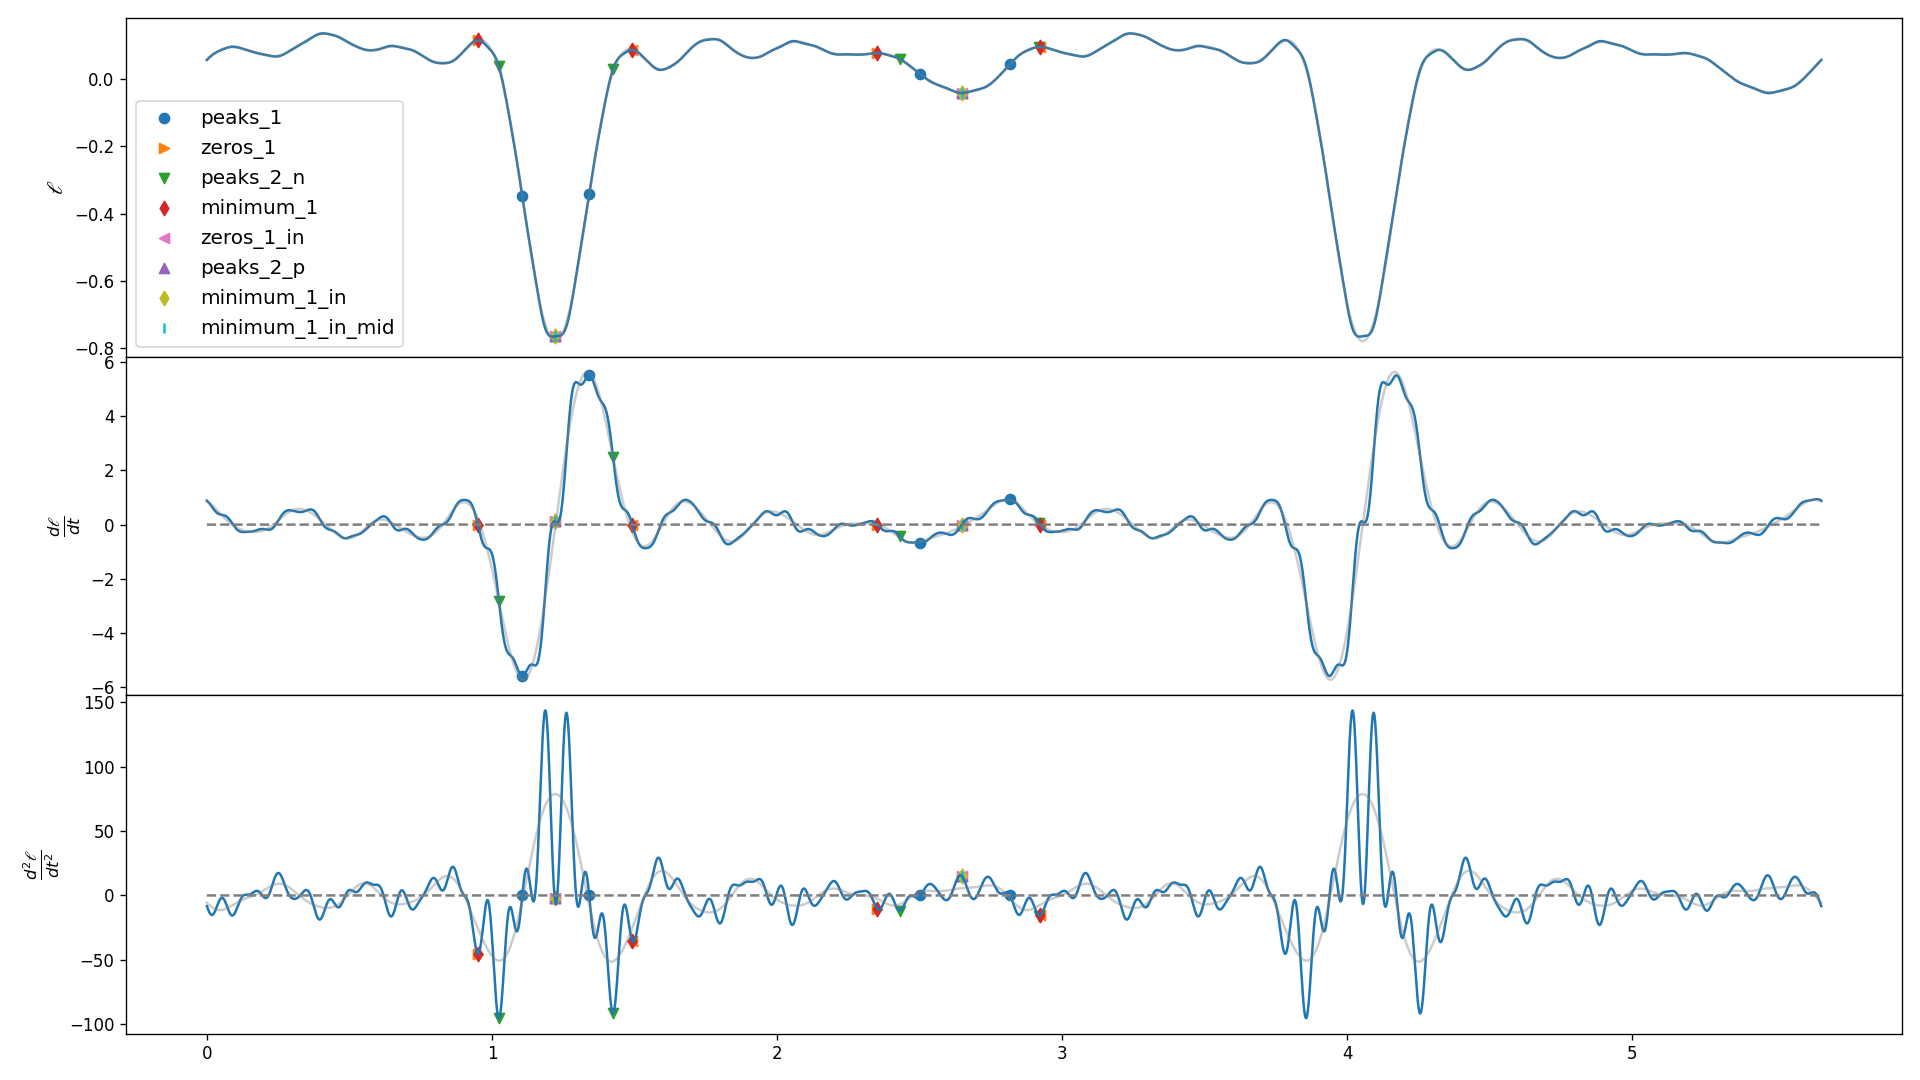 0.0
−0.2
−0.4
−0.6
−0.8
ℓ
peaks_1
zeros_1
peaks_2_n
minimum_1
zeros_1_in
peaks_2_p
minimum_1_in
minimum_1_in_mid
6
4
2
0
−2
−4
−6
dℓ
dt
150
100
50
0
−50
−100
d²ℓ
dt²
0 1 2 3 4 5